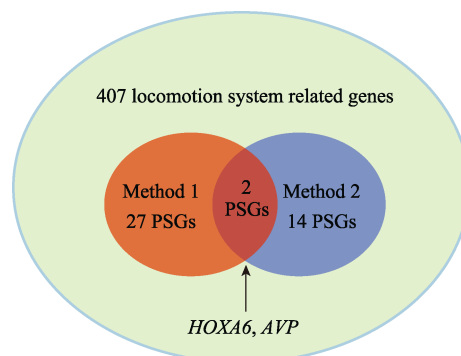 407 locomotion system related genes
Method 1
27 PSGs
2
PSGs
Method 2
14 PSGs
HOXA6, AVP